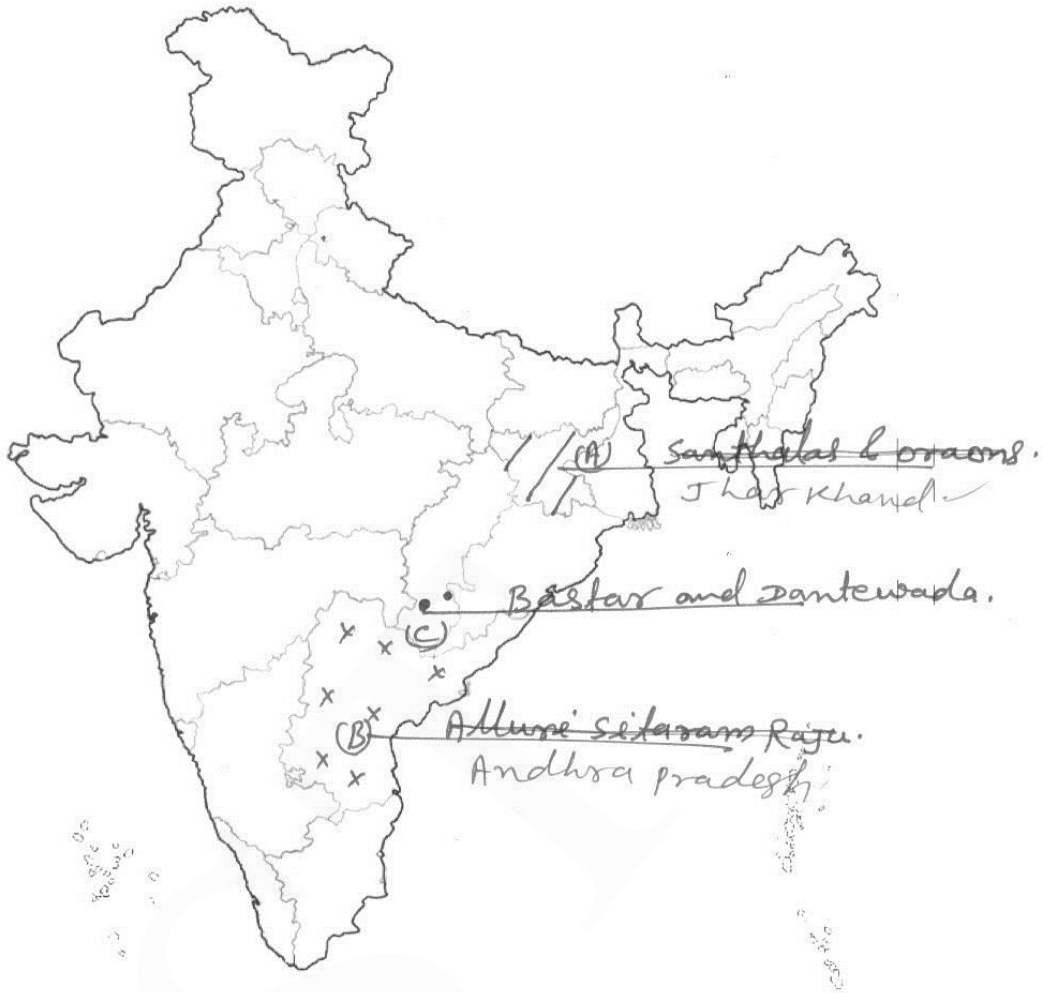 (A) Santhalas & oraons.
Jharkhand
Bastar and Dantewada.
(C)
(B) Alluri Sitaram Raju.
Andhra pradesh